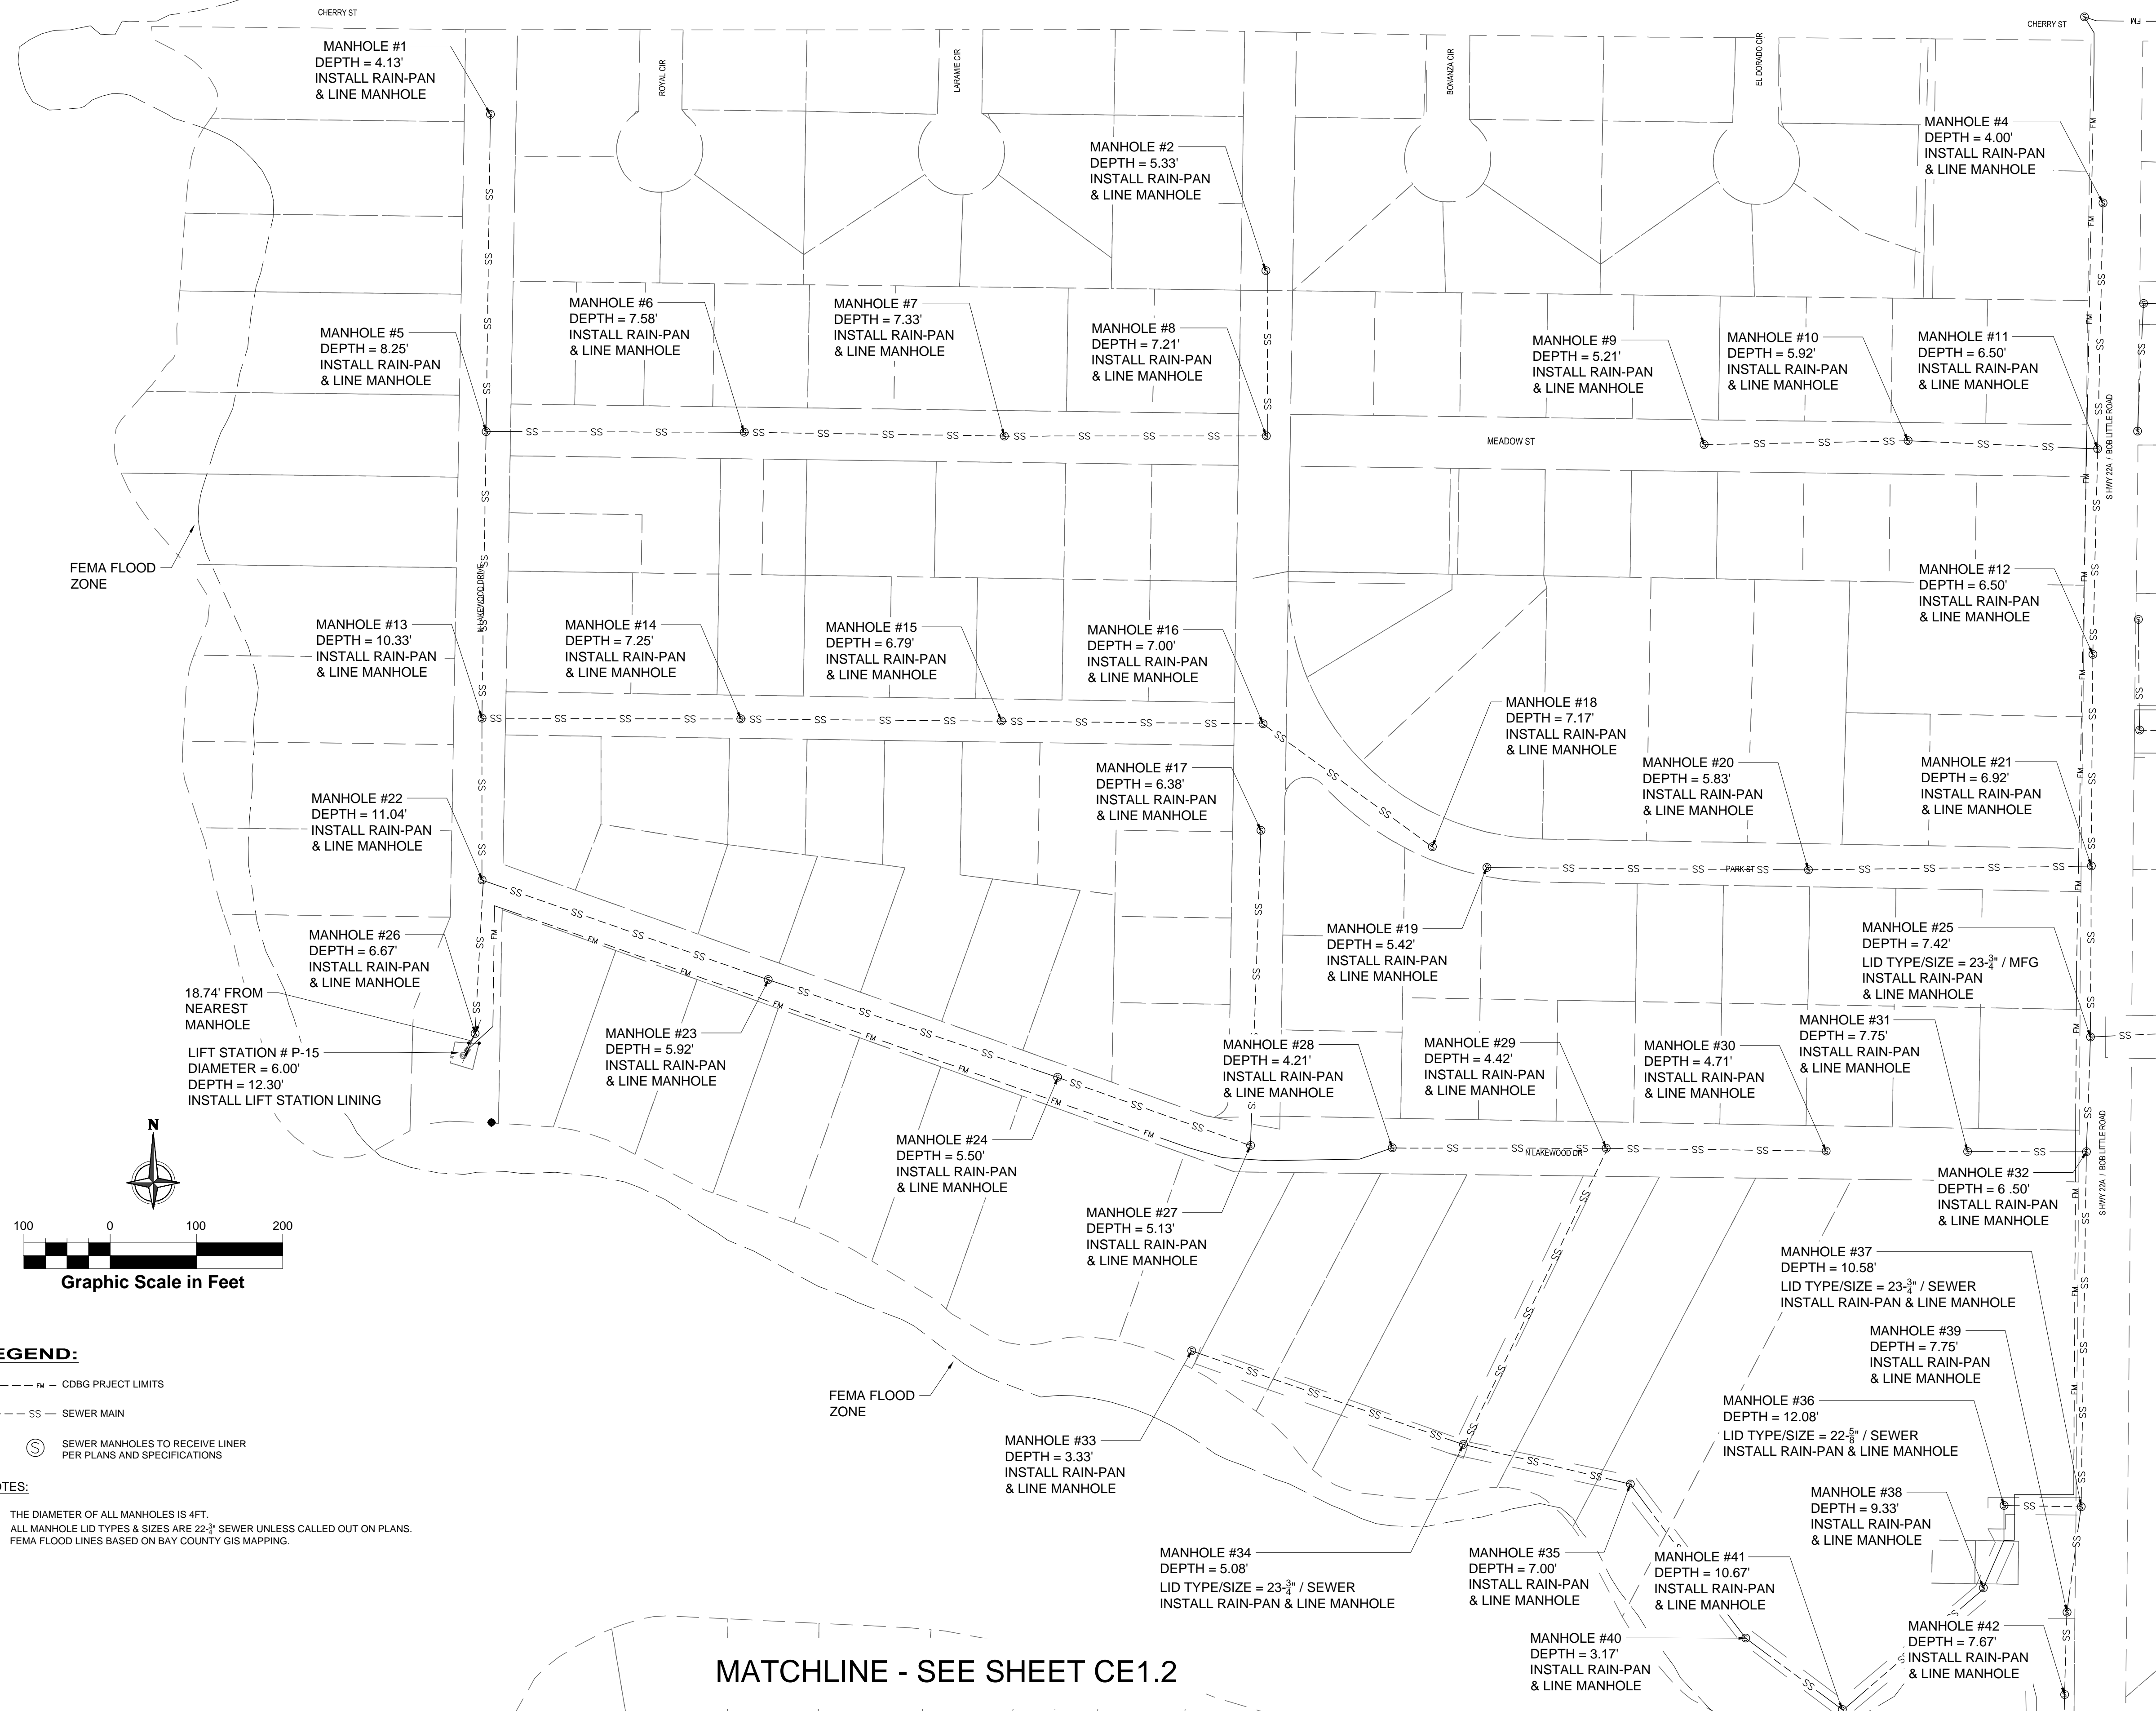 CHERRY ST
CHERRY ST
FM
MANHOLE #1
DEPTH = 4.13'
INSTALL RAIN-PAN
& LINE MANHOLE
ROYAL CIR
LARAMIE CIR
BONANZA CIR
EL DORADO CIR
MANHOLE #2
DEPTH = 5.33'
INSTALL RAIN-PAN
& LINE MANHOLE
MANHOLE #4
DEPTH = 4.00'
INSTALL RAIN-PAN
& LINE MANHOLE
MANHOLE #5
DEPTH = 8.25'
INSTALL RAIN-PAN
& LINE MANHOLE
MANHOLE #6
DEPTH = 7.58'
INSTALL RAIN-PAN
& LINE MANHOLE
MANHOLE #7
DEPTH = 7.33'
INSTALL RAIN-PAN
& LINE MANHOLE
MANHOLE #8
DEPTH = 7.21'
INSTALL RAIN-PAN
& LINE MANHOLE
MANHOLE #9
DEPTH = 5.21'
INSTALL RAIN-PAN
& LINE MANHOLE
MANHOLE #10
DEPTH = 5.92'
INSTALL RAIN-PAN
& LINE MANHOLE
MANHOLE #11
DEPTH = 6.50'
INSTALL RAIN-PAN
& LINE MANHOLE
MEADOW ST
S HWY 22A / BOB LITTLE ROAD
FEMA FLOOD
ZONE
N LAKEWOOD DRIVE
MANHOLE #12
DEPTH = 6.50'
INSTALL RAIN-PAN
& LINE MANHOLE
MANHOLE #13
DEPTH = 10.33'
INSTALL RAIN-PAN
& LINE MANHOLE
MANHOLE #14
DEPTH = 7.25'
INSTALL RAIN-PAN
& LINE MANHOLE
MANHOLE #15
DEPTH = 6.79'
INSTALL RAIN-PAN
& LINE MANHOLE
MANHOLE #16
DEPTH = 7.00'
INSTALL RAIN-PAN
& LINE MANHOLE
MANHOLE #18
DEPTH = 7.17'
INSTALL RAIN-PAN
& LINE MANHOLE
MANHOLE #17
DEPTH = 6.38'
INSTALL RAIN-PAN
& LINE MANHOLE
MANHOLE #20
DEPTH = 5.83'
INSTALL RAIN-PAN
& LINE MANHOLE
MANHOLE #21
DEPTH = 6.92'
INSTALL RAIN-PAN
& LINE MANHOLE
MANHOLE #22
DEPTH = 11.04'
INSTALL RAIN-PAN
& LINE MANHOLE
PARK ST
MANHOLE #19
DEPTH = 5.42'
INSTALL RAIN-PAN
& LINE MANHOLE
MANHOLE #25
DEPTH = 7.42'
LID TYPE/SIZE = 23-3/4" / MFG
INSTALL RAIN-PAN
& LINE MANHOLE
MANHOLE #26
DEPTH = 6.67'
INSTALL RAIN-PAN
& LINE MANHOLE
18.74' FROM
NEAREST
MANHOLE
LIFT STATION # P-15
DIAMETER = 6.00'
DEPTH = 12.30'
INSTALL LIFT STATION LINING
MANHOLE #23
DEPTH = 5.92'
INSTALL RAIN-PAN
& LINE MANHOLE
MANHOLE #28
DEPTH = 4.21'
INSTALL RAIN-PAN
& LINE MANHOLE
MANHOLE #29
DEPTH = 4.42'
INSTALL RAIN-PAN
& LINE MANHOLE
MANHOLE #30
DEPTH = 4.71'
INSTALL RAIN-PAN
& LINE MANHOLE
MANHOLE #31
DEPTH = 7.75'
INSTALL RAIN-PAN
& LINE MANHOLE
MANHOLE #24
DEPTH = 5.50'
INSTALL RAIN-PAN
& LINE MANHOLE
N LAKEWOOD DR
S HWY 22A / BOB LITTLE ROAD
MANHOLE #32
DEPTH = 6 .50'
INSTALL RAIN-PAN
& LINE MANHOLE
MANHOLE #27
DEPTH = 5.13'
INSTALL RAIN-PAN
& LINE MANHOLE
N
100 0 100 200
Graphic Scale in Feet
MANHOLE #37
DEPTH = 10.58'
LID TYPE/SIZE = 23-3/4" / SEWER
INSTALL RAIN-PAN & LINE MANHOLE
MANHOLE #39
DEPTH = 7.75'
INSTALL RAIN-PAN
& LINE MANHOLE
EGEND:
FM CDBG PRJECT LIMITS
SS SEWER MAIN
S SEWER MANHOLES TO RECEIVE LINER
PER PLANS AND SPECIFICATIONS
OTES:
THE DIAMETER OF ALL MANHOLES IS 4FT.
ALL MANHOLE LID TYPES & SIZES ARE 22-3/4" SEWER UNLESS CALLED OUT ON PLANS.
FEMA FLOOD LINES BASED ON BAY COUNTY GIS MAPPING.
FEMA FLOOD
ZONE
MANHOLE #36
DEPTH = 12.08'
LID TYPE/SIZE = 22-5/8" / SEWER
INSTALL RAIN-PAN & LINE MANHOLE
MANHOLE #33
DEPTH = 3.33'
INSTALL RAIN-PAN
& LINE MANHOLE
MANHOLE #38
DEPTH = 9.33'
INSTALL RAIN-PAN
& LINE MANHOLE
MANHOLE #34
DEPTH = 5.08'
LID TYPE/SIZE = 23-3/4" / SEWER
INSTALL RAIN-PAN & LINE MANHOLE
MANHOLE #35
DEPTH = 7.00'
INSTALL RAIN-PAN
& LINE MANHOLE
MANHOLE #41
DEPTH = 10.67'
INSTALL RAIN-PAN
& LINE MANHOLE
MANHOLE #40
DEPTH = 3.17'
INSTALL RAIN-PAN
& LINE MANHOLE
MANHOLE #42
DEPTH = 7.67'
INSTALL RAIN-PAN
& LINE MANHOLE
MATCHLINE - SEE SHEET CE1.2